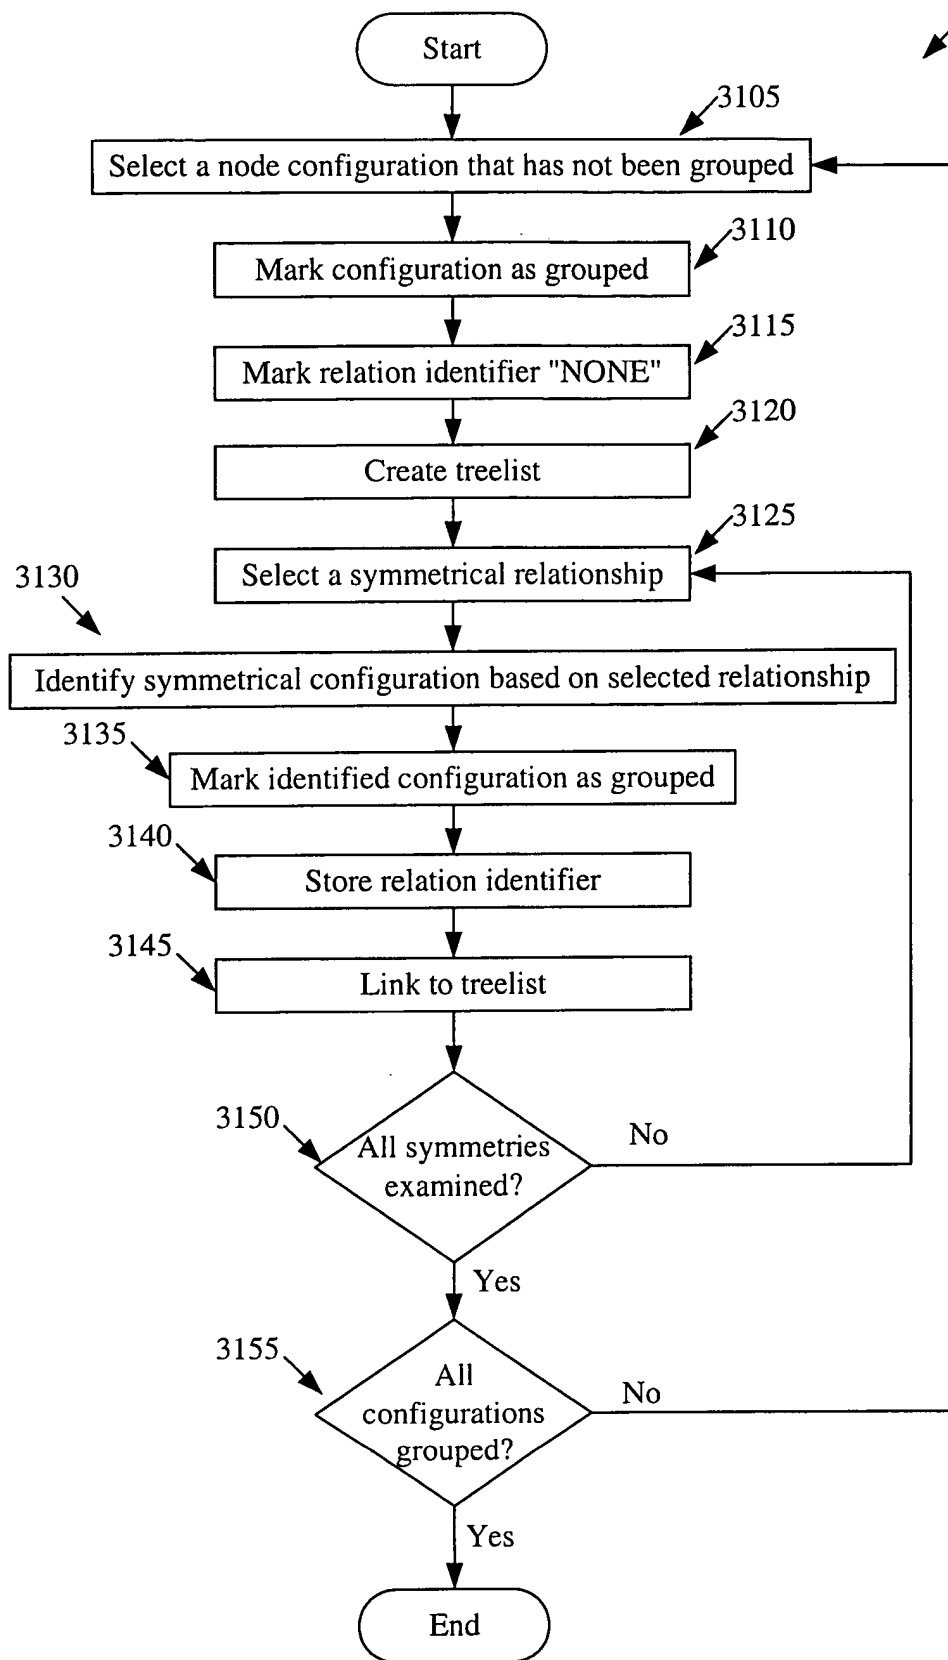 Start
3105
Select a node configuration that has not been grouped
3110
Mark configuration as grouped
3115
Mark relation identifier "NONE"
3120
Create treelist
3125
Select a symmetrical relationship
3130
Identify symmetrical configuration based on selected relationship
3135
Mark identified configuration as grouped
3140
Store relation identifier
3145
Link to treelist
3150
All symmetries
examined?
No
Yes
3155
All
configurations
grouped?
No
Yes
End